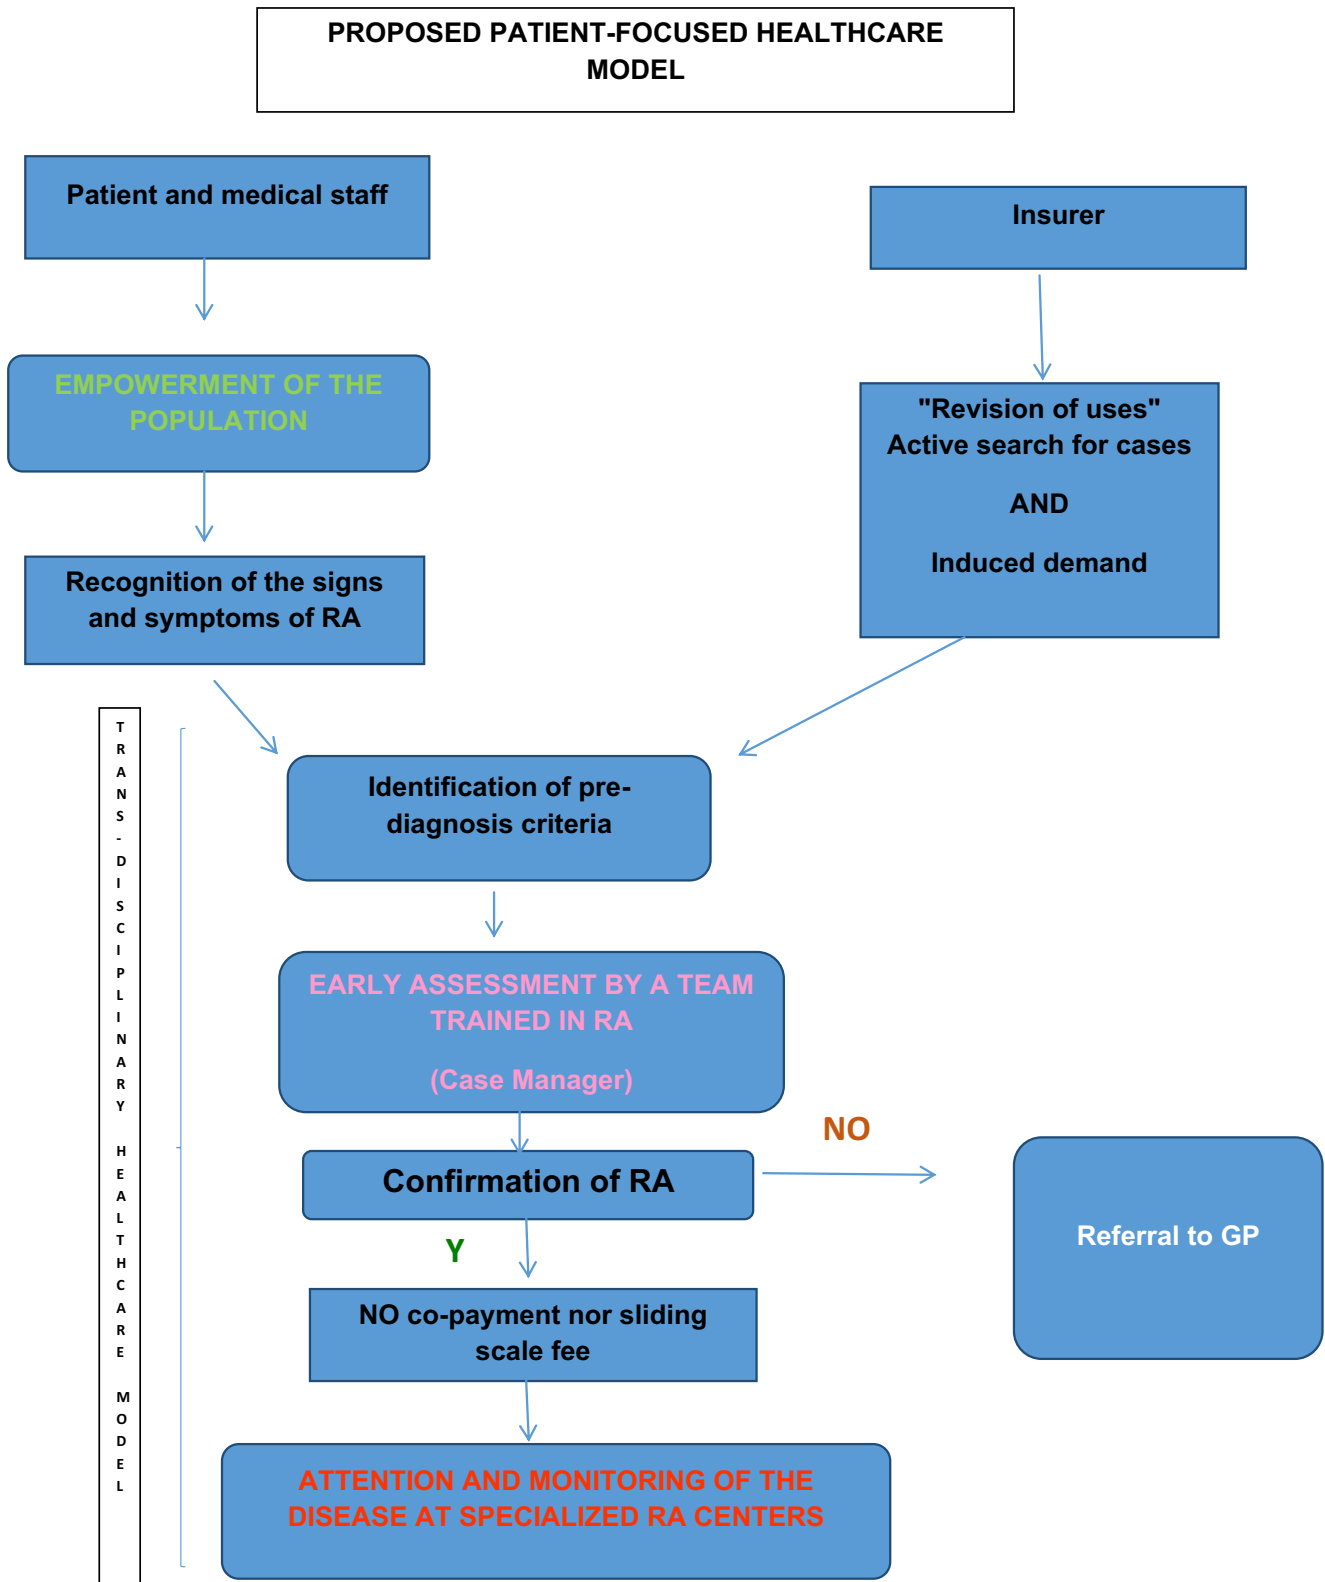 PROPOSED PATIENT-FOCUSED HEALTHCARE
MODEL
Patient and medical staff
Insurer
EMPOWERMENT OF THE
POPULATION
"Revision of uses"
Active search for cases
AND
Induced demand
Recognition of the signs
and symptoms of RA
TRANS-DISCIPLINARY HEALTHCARE MODEL
Identification of pre-
diagnosis criteria
EARLY ASSESSMENT BY A TEAM
TRAINED IN RA
(Case Manager)
NO
Confirmation of RA
Referral to GP
Y
NO co-payment nor sliding
scale fee
ATTENTION AND MONITORING OF THE
DISEASE AT SPECIALIZED RA CENTERS